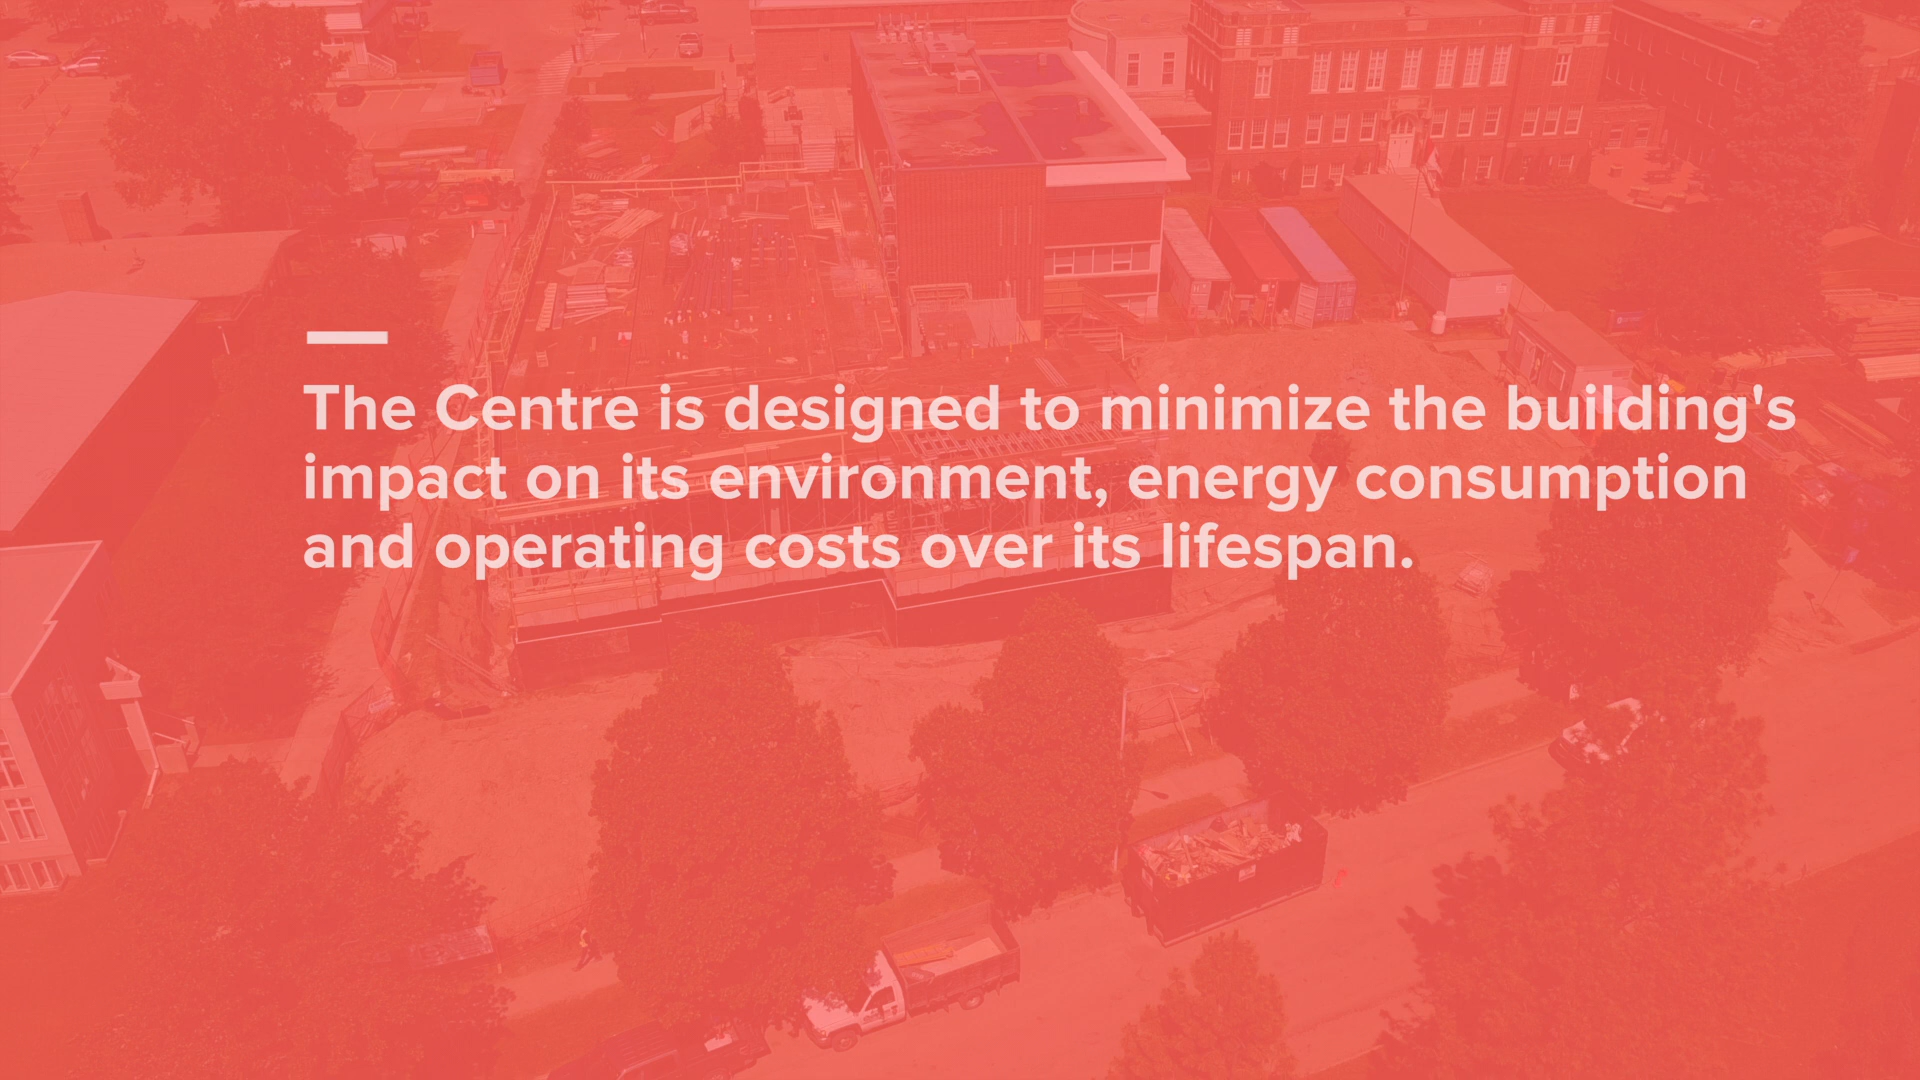 The Centre is designed to minimize the building's
impact on its environment, energy consumption
and operating costs over its lifespan.